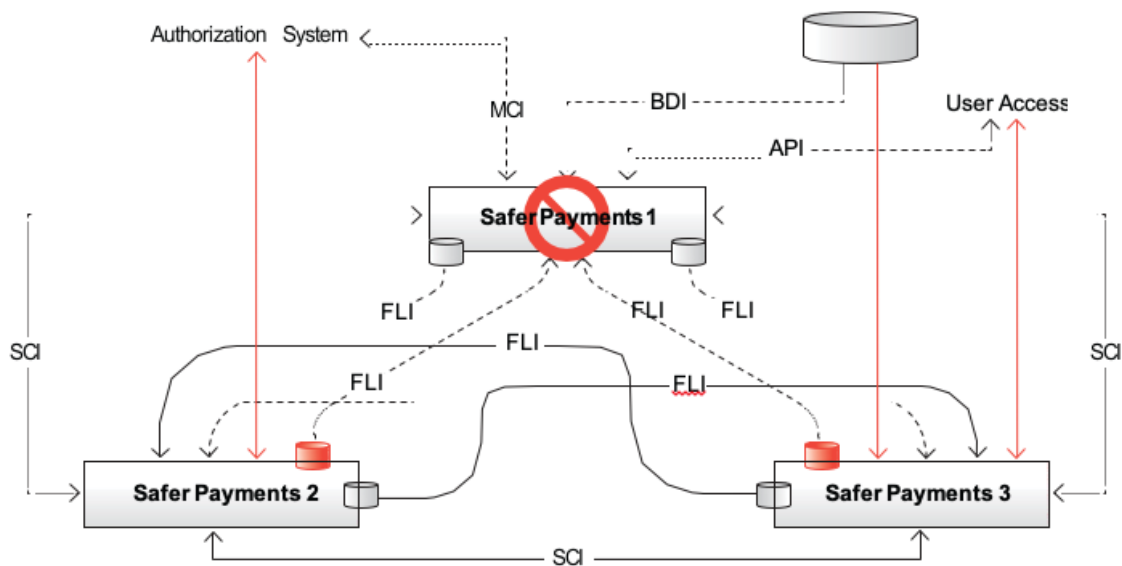 Authorization System
MCI
BDI
User Access
API
Safer Payments 1
FLI
FLI
FLI
SCI
FLI
SCI
FLI
FLI
Safer Payments 2
Safer Payments 3
SCI